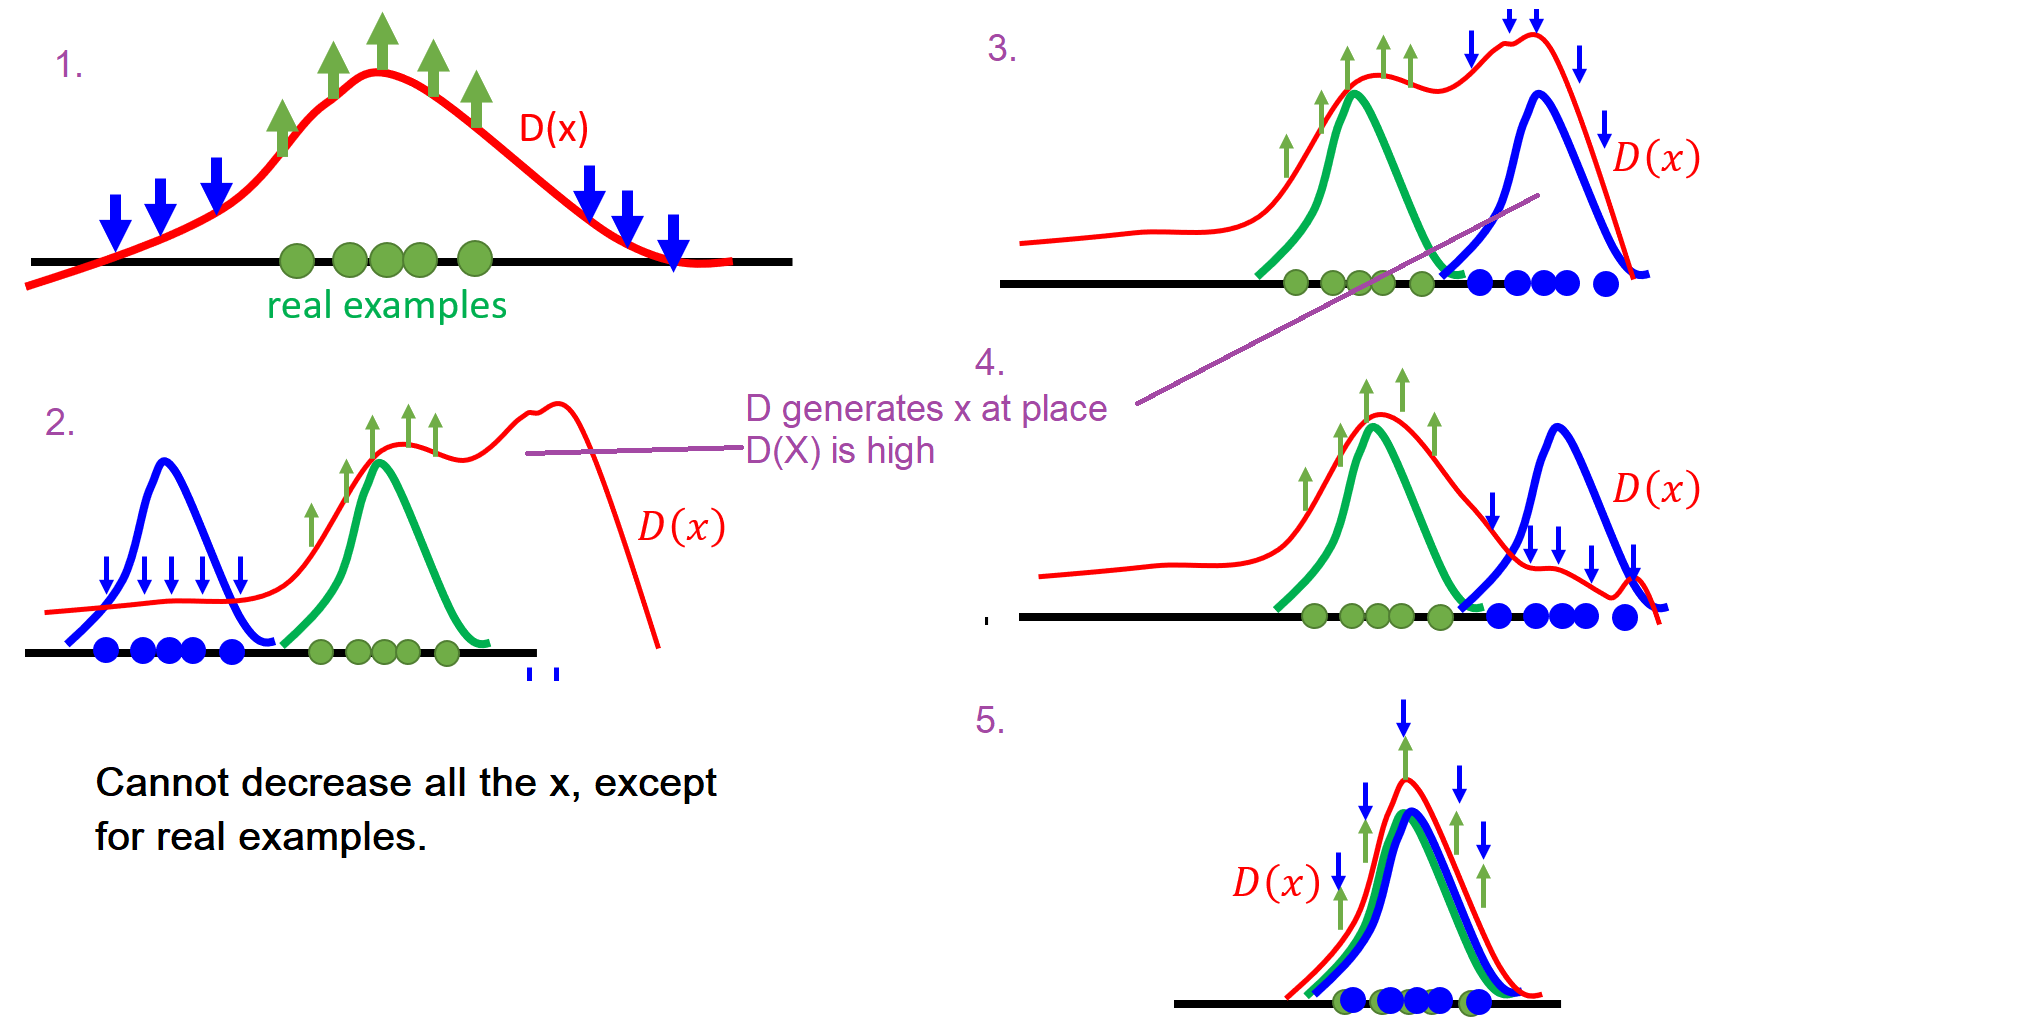 1.
D(x)
real examples
2.
D(x)
D generates x at place
D(X) is high
Cannot decrease all the x, except
for real examples.
3.
D(x)
4.
D(x)
5.
D(x)